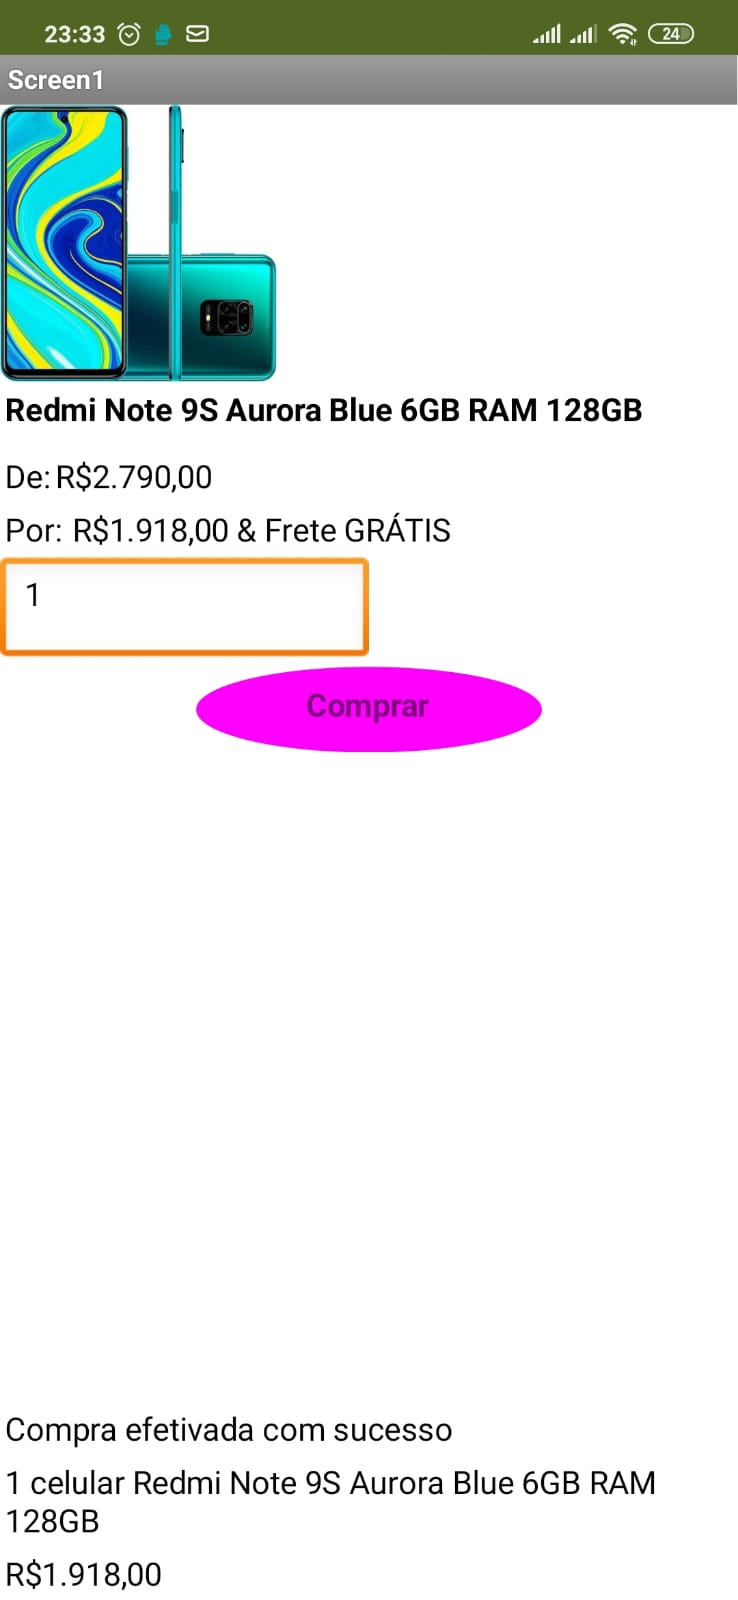 23:33 24
Screen1
Redmi Note 9S Aurora Blue 6GB RAM 128GB
De: R$2.790,00
Por: R$1.918,00 & Frete GRÁTIS
1
Comprar
Compra efetivada com sucesso
1 celular Redmi Note 9S Aurora Blue 6GB RAM
128GB
R$1.918,00